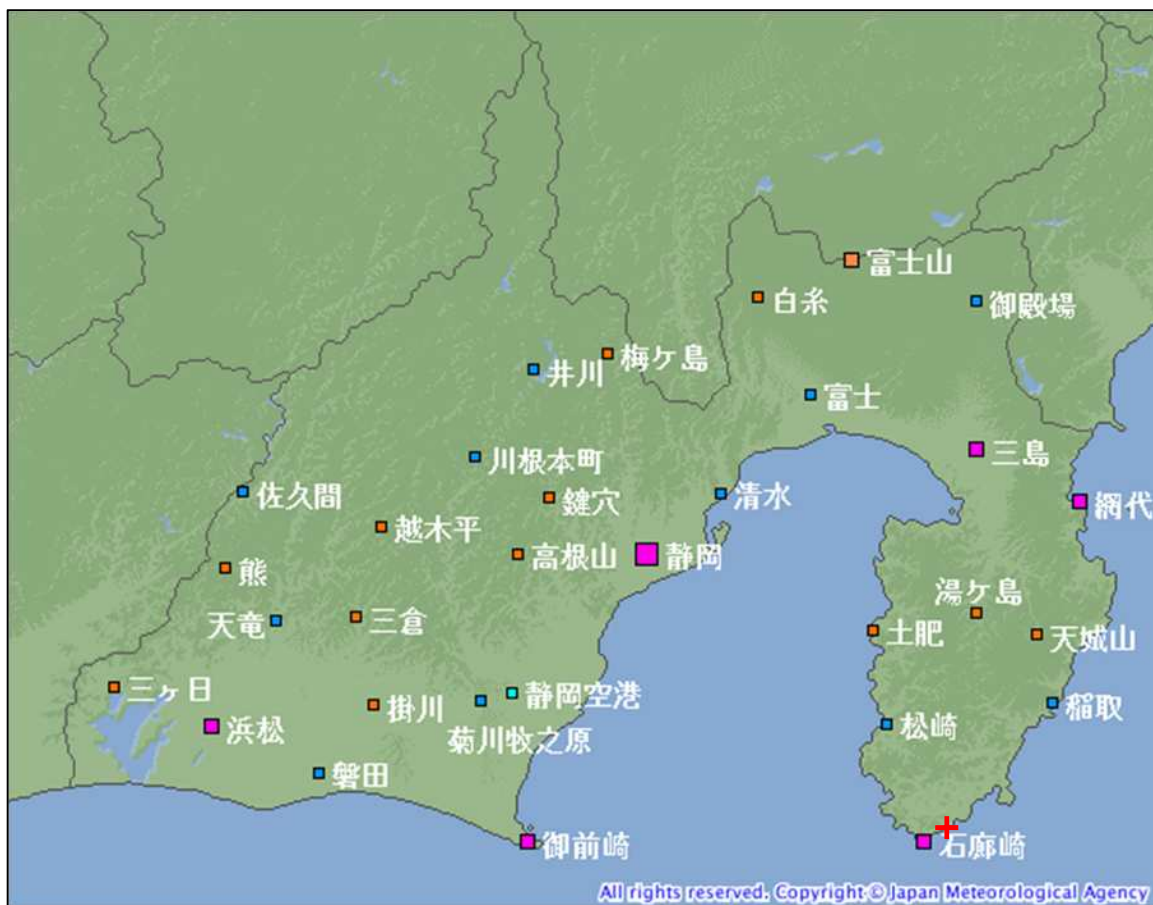 富士山
白糸
御殿場
梅ケ島
井川
富士
川根本町
三島
佐久間
鍵穴
清水
網代
越木平
高根山
静岡
熊
湯ケ島
天竜
三倉
土肥
天城山
三ヶ日
静岡空港
掛川
浜松
菊川牧之原
稲取
松崎
磐田
御前崎
石廊崎
All rights reserved. Copyright © Japan Meteorological Agency